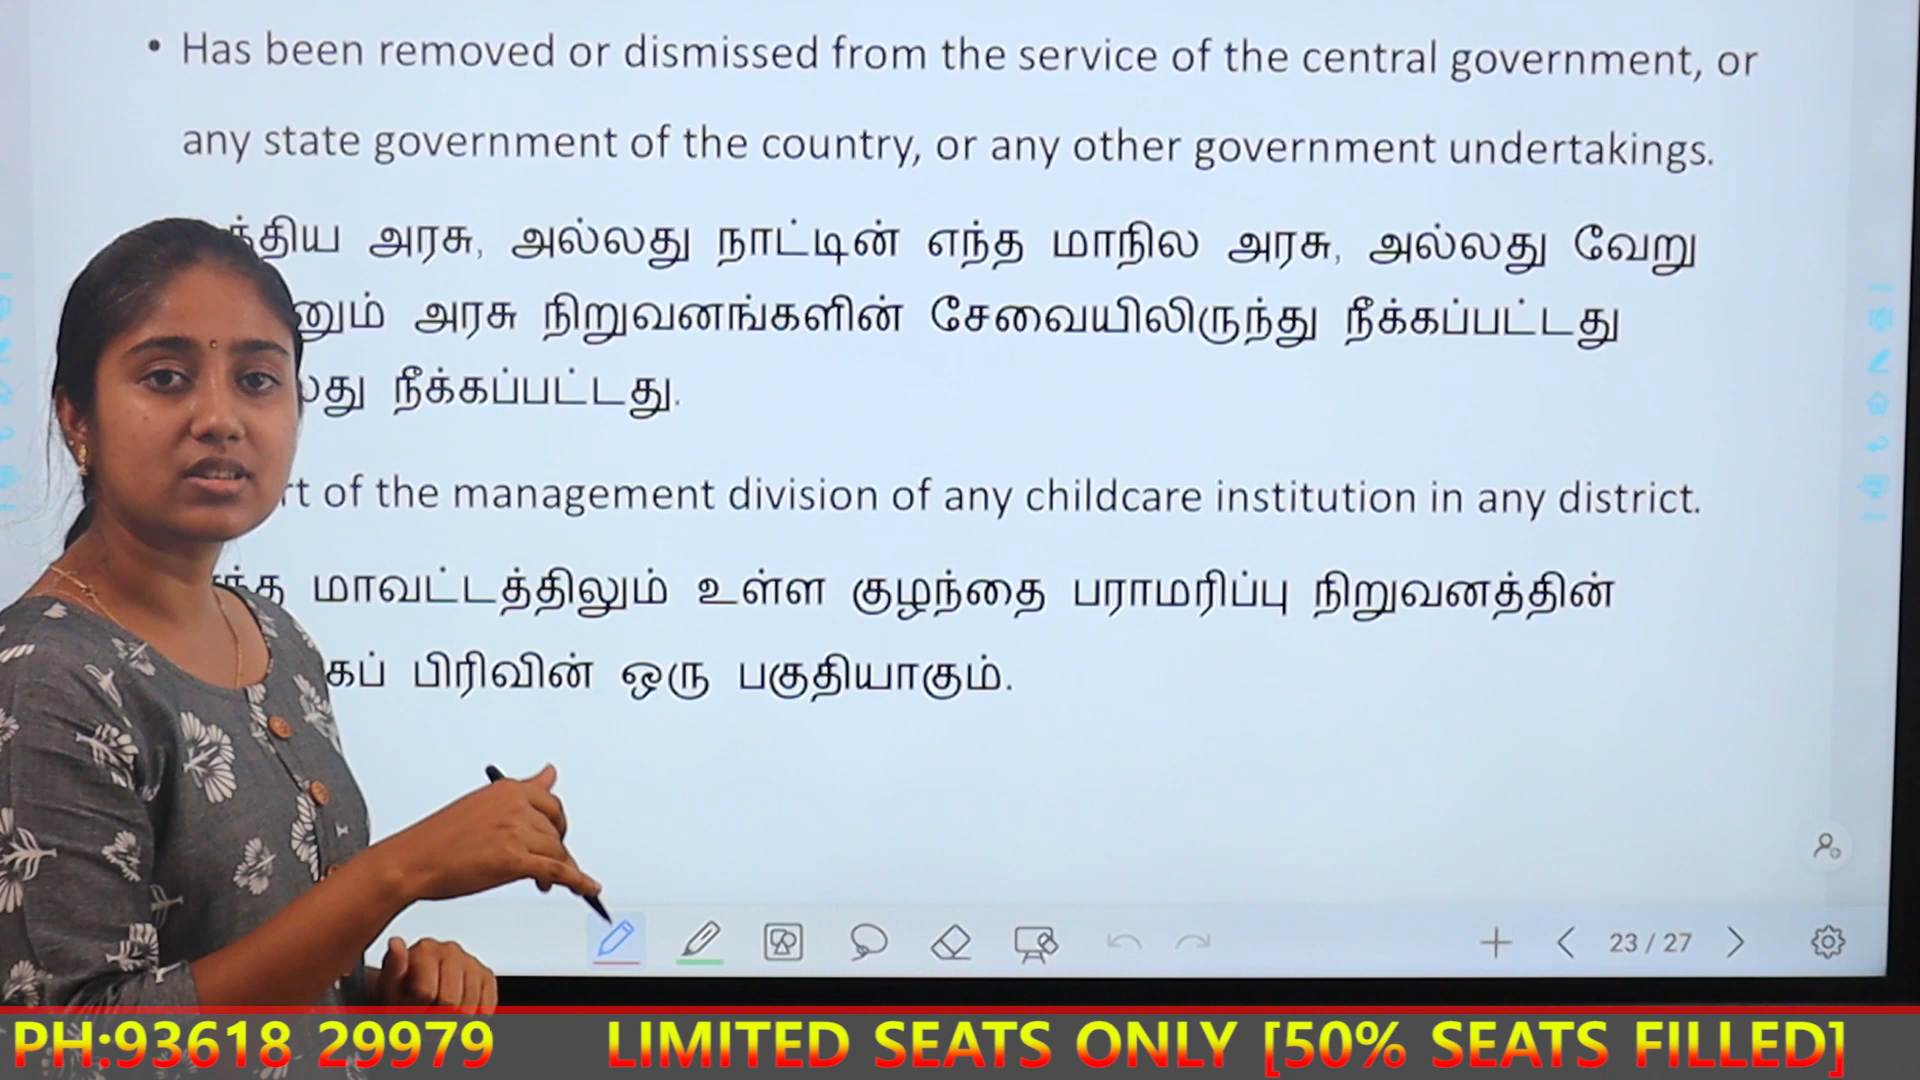 • Has been removed or dismissed from the service of the central government, or
any state government of the country, or any other government undertakings.
அரசு, அல்லது நாட்டின் எந்த மாநில அரசு, அல்லது வேறு
அரசு நிறுவனங்களின் சேவையிலிருந்து நீக்கப்பட்டது
நீக்கப்பட்டது.
of the management division of any childcare institution in any district.
மாவட்டத்திலும் உள்ள குழந்தை பராமரிப்பு நிறுவனத்தின்
பிரிவின் ஒரு பகுதியாகும்.
23 / 27
PH:93618 29979 LIMITED SEATS ONLY [50% SEATS FILLED]